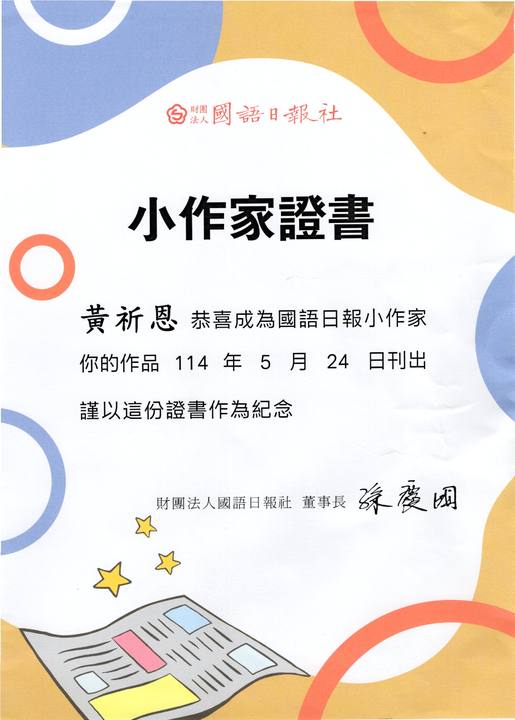 財團法人 國語日報社
小作家證書
黃祈恩 恭喜成為國語日報小作家
你的作品 114 年 5 月 24 日刊出
謹以這份證書作為紀念
財團法人國語日報社 董事長 孫慶國